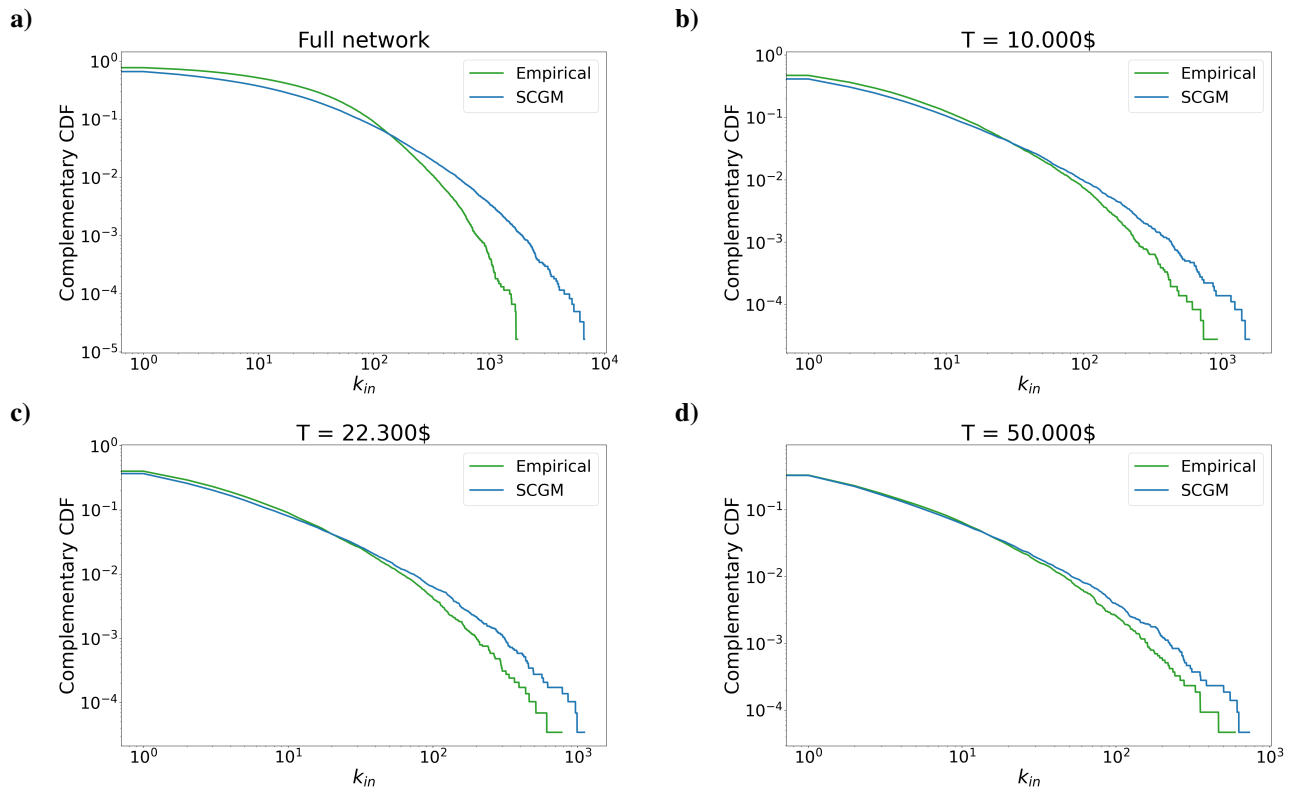 a)
Full network
10^0
10^-1
10^-2
10^-3
10^-4
10^-5
Complementary CDF
Empirical
SCGM
10^0
10^1
10^2
10^3
10^4
k_in
b)
T = 10.000$
10^0
10^-1
10^-2
10^-3
10^-4
Complementary CDF
Empirical
SCGM
10^0
10^1
10^2
10^3
k_in
c)
T = 22.300$
10^0
10^-1
10^-2
10^-3
10^-4
Complementary CDF
Empirical
SCGM
10^0
10^1
10^2
10^3
k_in
d)
T = 50.000$
10^-1
10^-2
10^-3
10^-4
Complementary CDF
Empirical
SCGM
10^0
10^1
10^2
10^3
k_in